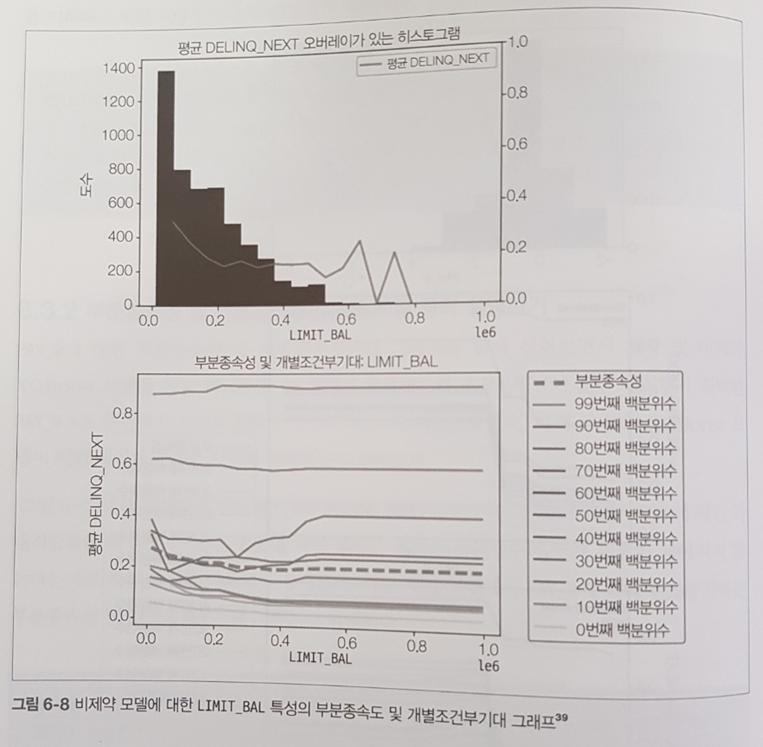 평균 DELINQ_NEXT 오버레이가 있는 히스토그램
평균 DELINQ_NEXT
1400
1200
1000
800
600
400
200
0
도수
1.0
0.8
0.6
0.4
0.2
0.0
0.0 0.2 0.4 0.6 0.8 1.0
LIMIT_BAL
1e6
부분종속성 및 개별조건부기대: LIMIT_BAL
0.8
0.6
0.4
0.2
0.0
평균 DELINQ_NEXT
0.0 0.2 0.4 0.6 0.8 1.0
LIMIT_BAL
1e6
부분종속성
99번째 백분위수
90번째 백분위수
80번째 백분위수
70번째 백분위수
60번째 백분위수
50번째 백분위수
40번째 백분위수
30번째 백분위수
20번째 백분위수
10번째 백분위수
0번째 백분위수
그림 6-8 비제약 모델에 대한 LIMIT_BAL 특성의 부분종속도 및 개별조건부기대 그래프39